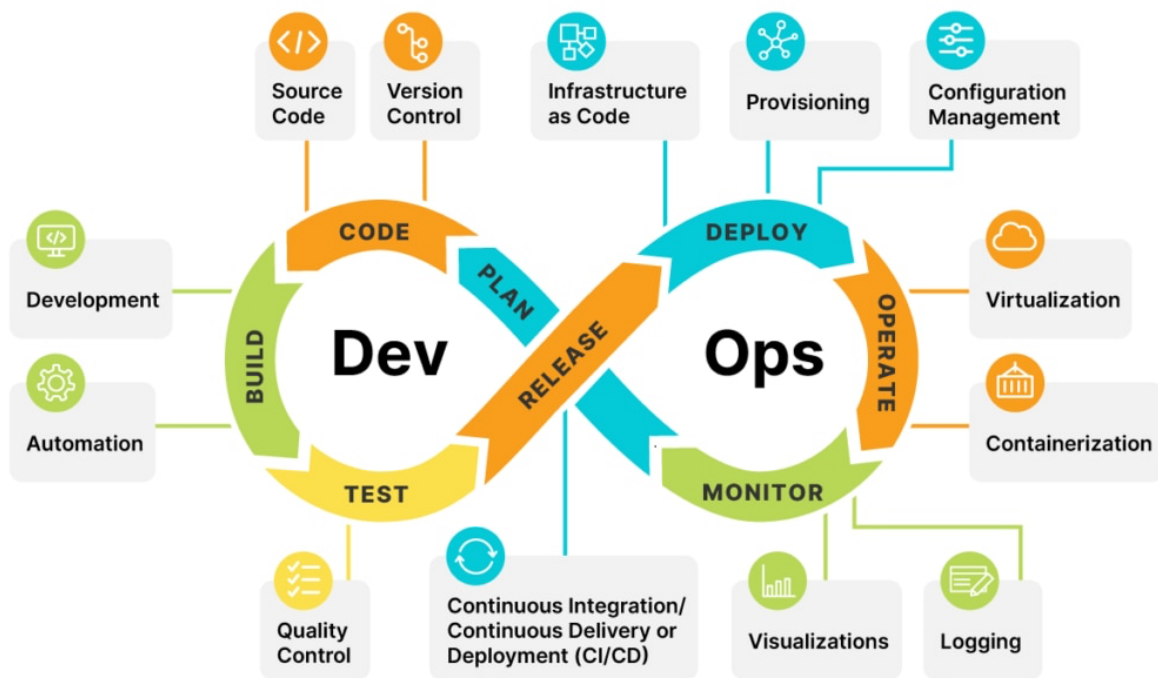 Source
Code
Version
Control
Infrastructure
as Code
Provisioning
Configuration
Management
CODE
DEPLOY
PLAN
Development
Virtualization
BUILD
Dev
RELEASE
Ops
OPERATE
Automation
Containerization
TEST
MONITOR
Quality
Control
Continuous Integration/
Continuous Delivery or
Deployment (CI/CD)
Visualizations
Logging